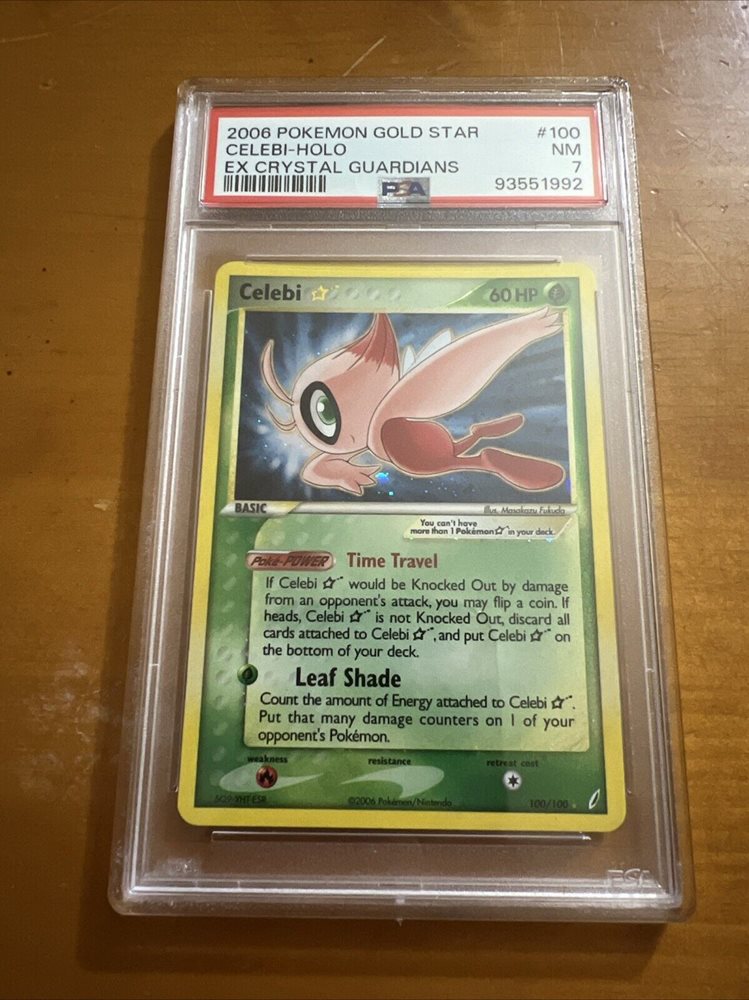 2006 POKEMON GOLD STAR #100
CELEBI-HOLO NM
EX CRYSTAL GUARDIANS 7
PSA 93551992
Celebi ☆ 60 HP
BASIC Illus. Masakazu Fukuda
You can't have
more than 1 Pokémon☆ in your deck.
Poké-POWER Time Travel
If Celebi ☆ would be Knocked Out by damage
from an opponent's attack, you may flip a coin. If
heads, Celebi ☆ is not Knocked Out, discard all
cards attached to Celebi ☆, and put Celebi ☆ on
the bottom of your deck.
Leaf Shade
Count the amount of Energy attached to Celebi ☆.
Put that many damage counters on 1 of your
opponent's Pokémon.
weakness resistance retreat cost
©2006 Pokémon/Nintendo 100/100
PSA